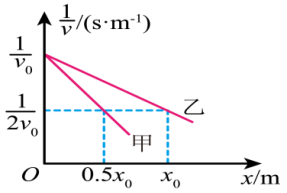 1/v /(s·m⁻¹)
1/v₀
乙
1/2v₀
甲
O 0.5x₀ x₀ x/m